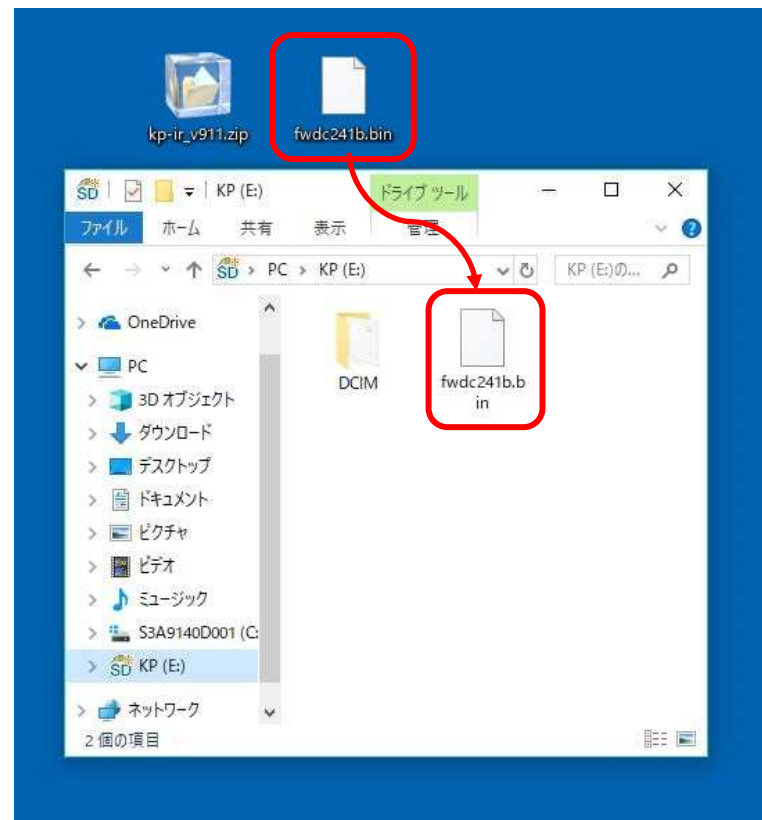 kp-ir_v911.zip
fwdc241b.bin
SD
KP (E:)
ドライブ ツール
ファイル
ホーム
共有
表示
管理
SD
PC
KP (E:)
KP (E:)の...
OneDrive
PC
3D オブジェクト
ダウンロード
デスクトップ
ドキュメント
ピクチャ
ビデオ
ミュージック
S3A9140D001 (C:
SD
KP (E:)
ネットワーク
DCIM
fwdc241b.b
in
2 個の項目